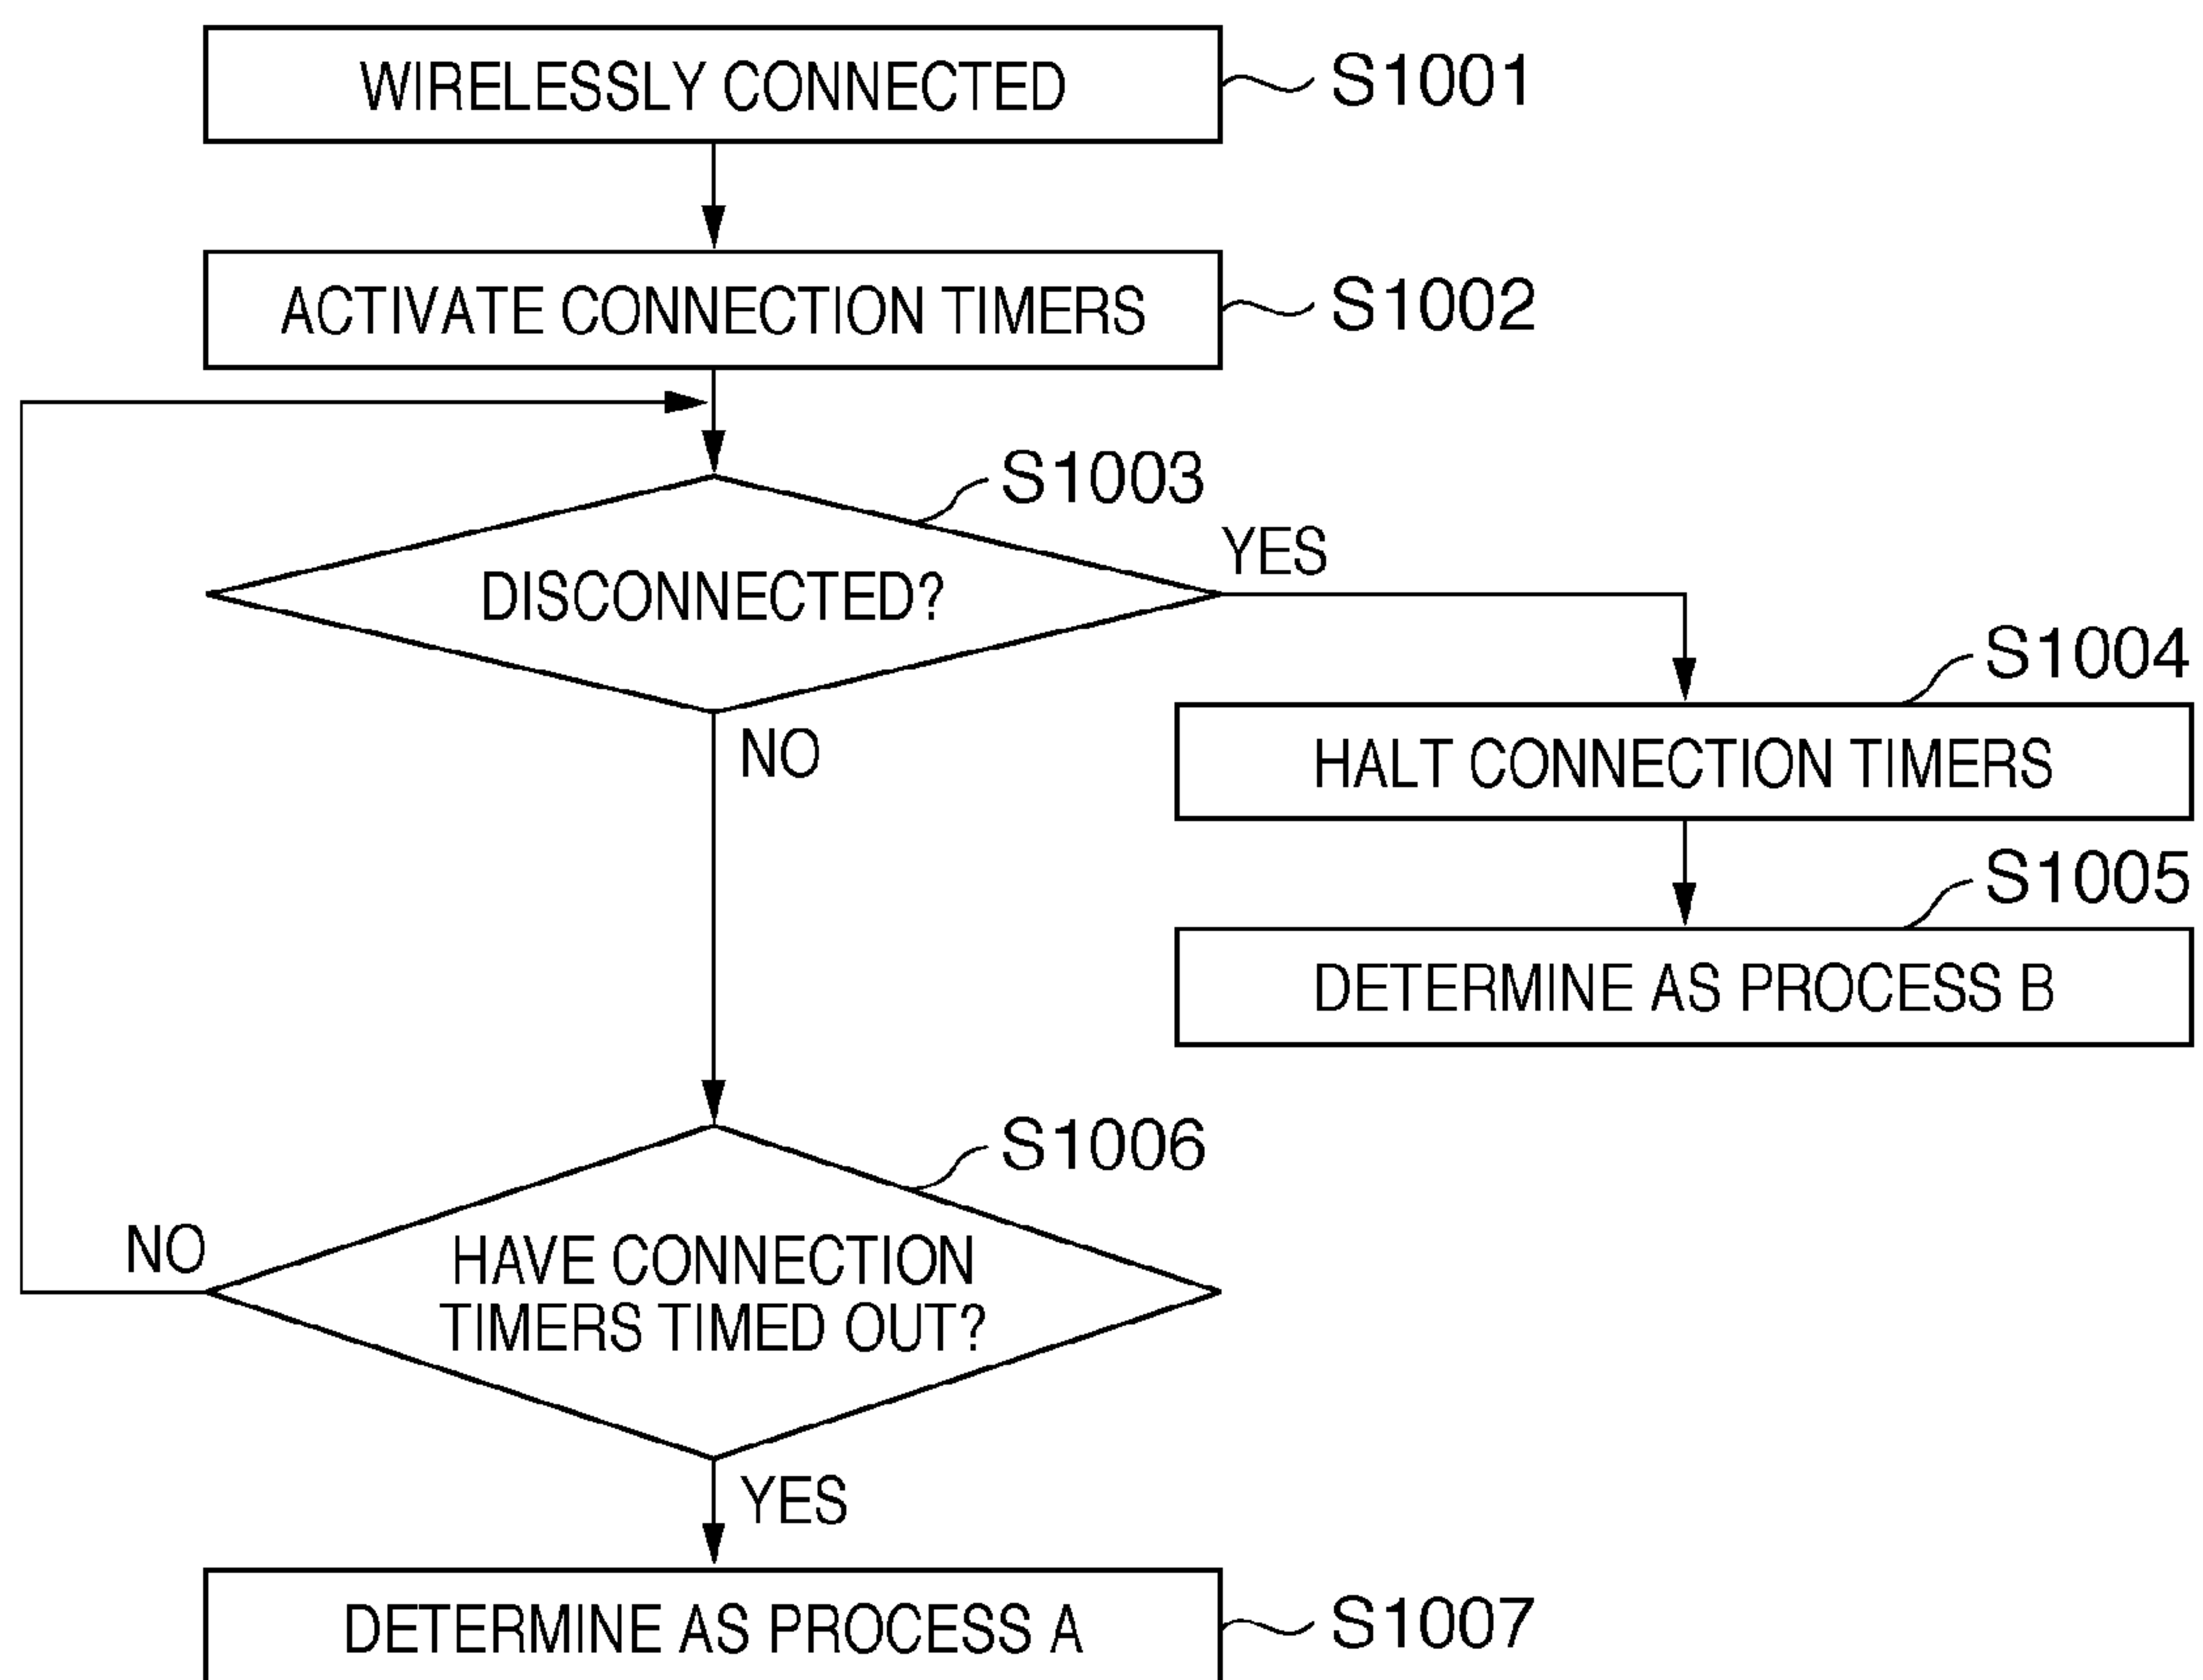 WIRELESSLY CONNECTED
S1001
ACTIVATE CONNECTION TIMERS
S1002
S1003
DISCONNECTED?
YES
NO
S1004
HALT CONNECTION TIMERS
S1005
DETERMINE AS PROCESS B
S1006
HAVE CONNECTION
TIMERS TIMED OUT?
NO
YES
DETERMINE AS PROCESS A
S1007